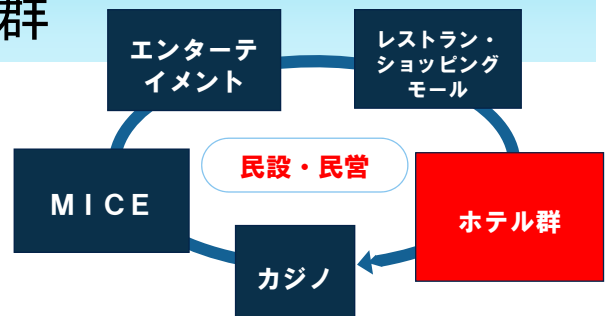 群
エンターテ
イメント
レストラン・
ショッピング
モール
民設・民営
ＭＩＣＥ
ホテル群
カジノ